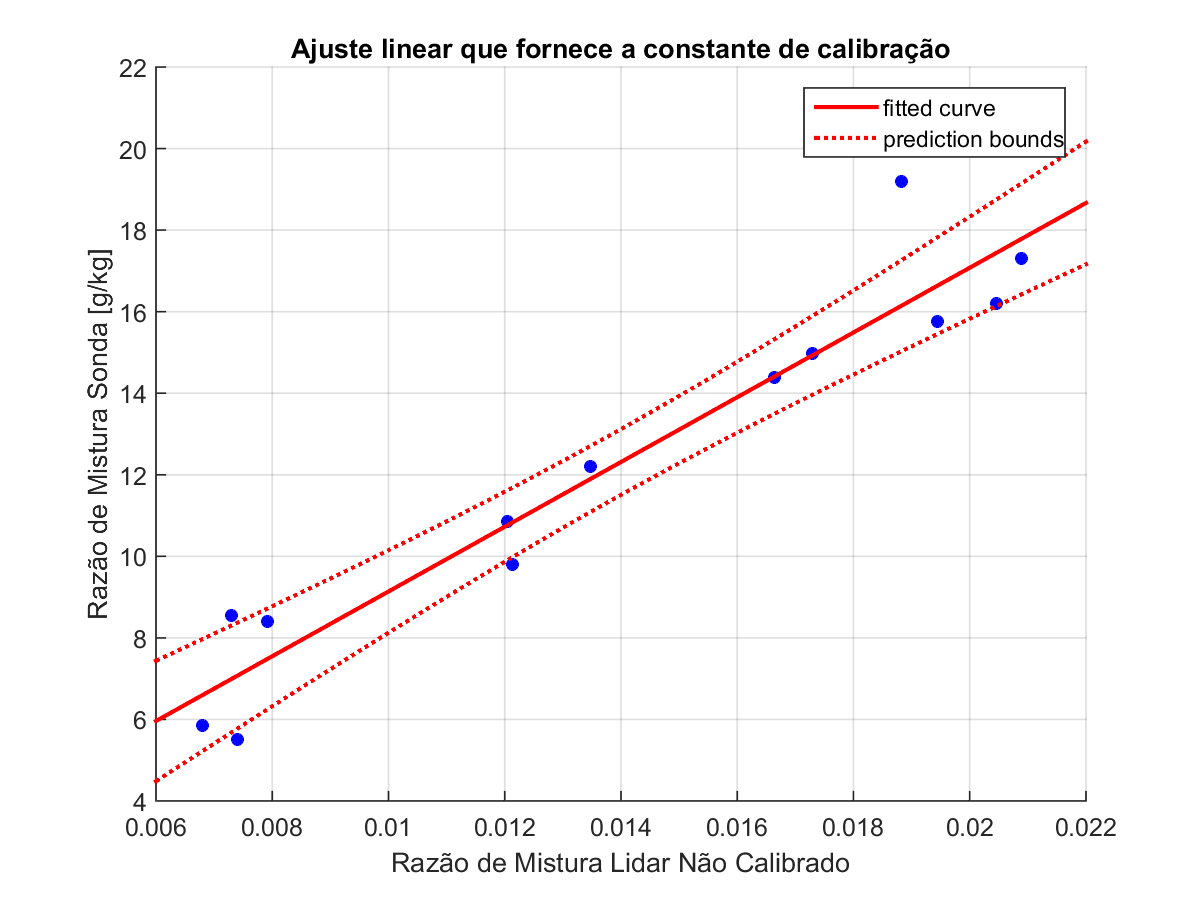 Ajuste linear que fornece a constante de calibração
fitted curve
prediction bounds
Razão de Mistura Sonda [g/kg]
22
20
18
16
14
12
10
8
6
4
0.006 0.008 0.01 0.012 0.014 0.016 0.018 0.02 0.022
Razão de Mistura Lidar Não Calibrado